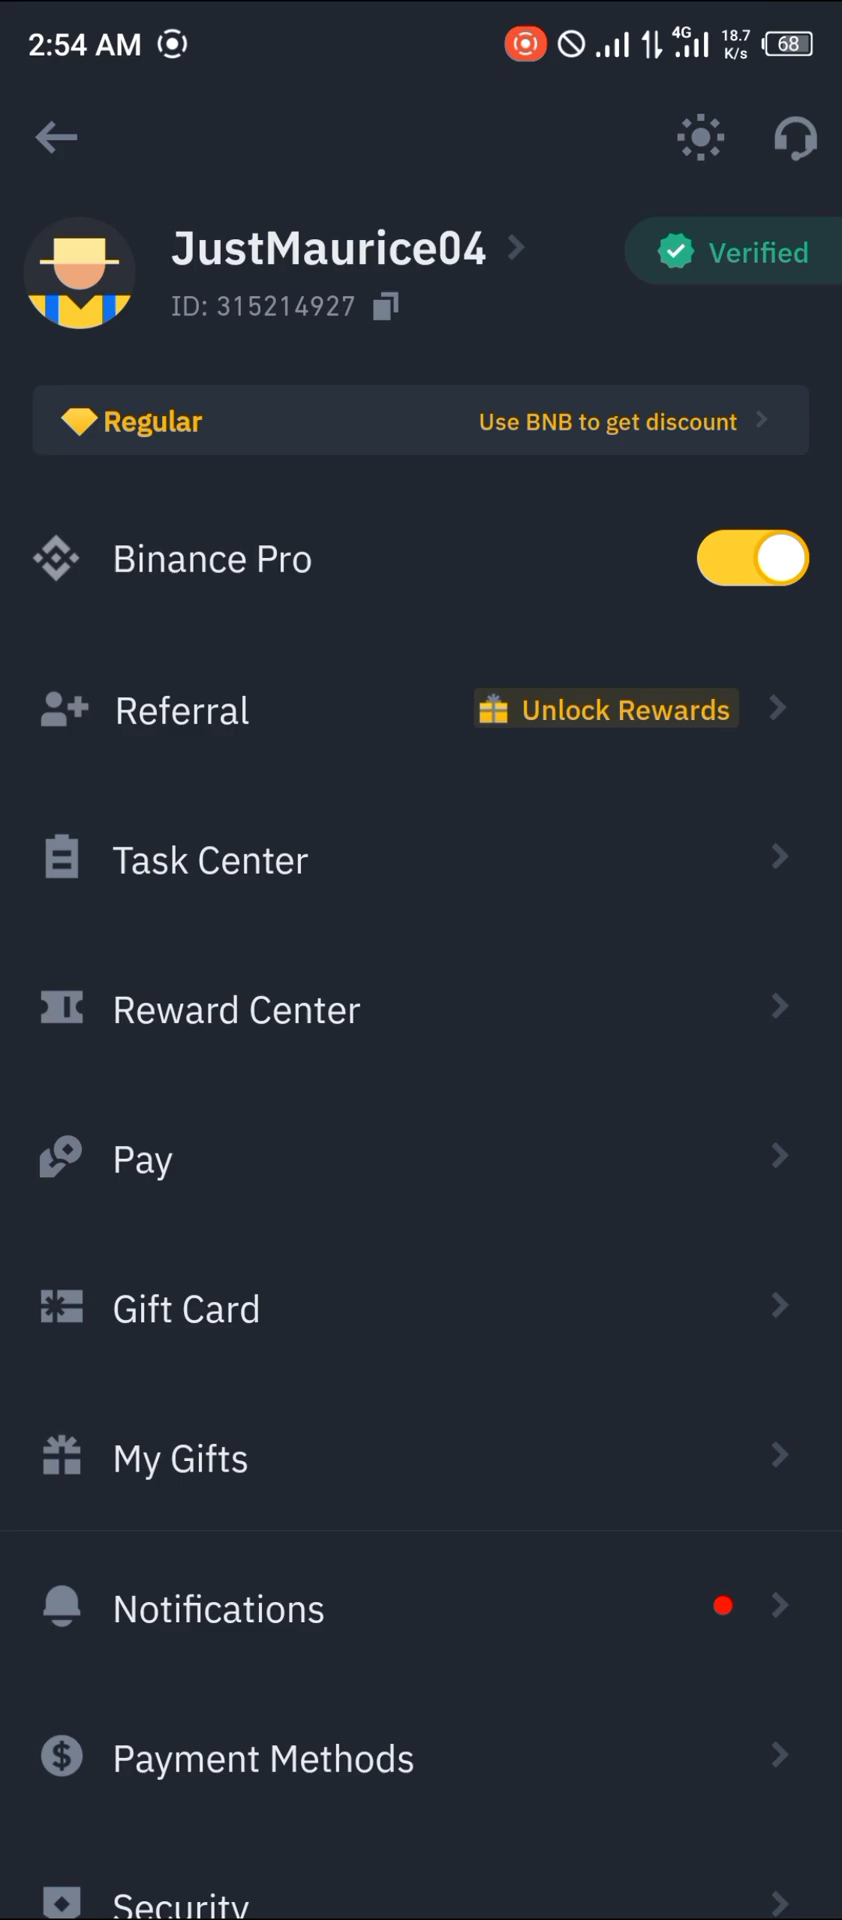 2:54 AM
4G
18.7
K/s
68
JustMaurice04
Verified
ID: 315214927
Regular
Use BNB to get discount
Binance Pro
Referral
Unlock Rewards
Task Center
Reward Center
Pay
Gift Card
My Gifts
Notifications
Payment Methods
Security